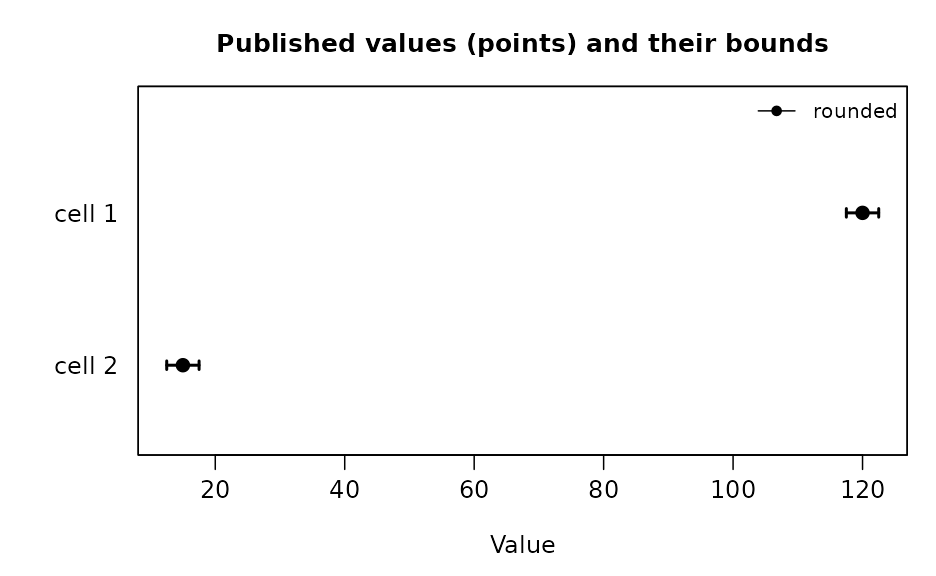 Published values (points) and their bounds
rounded
cell 1
cell 2
20 40 60 80 100 120
Value